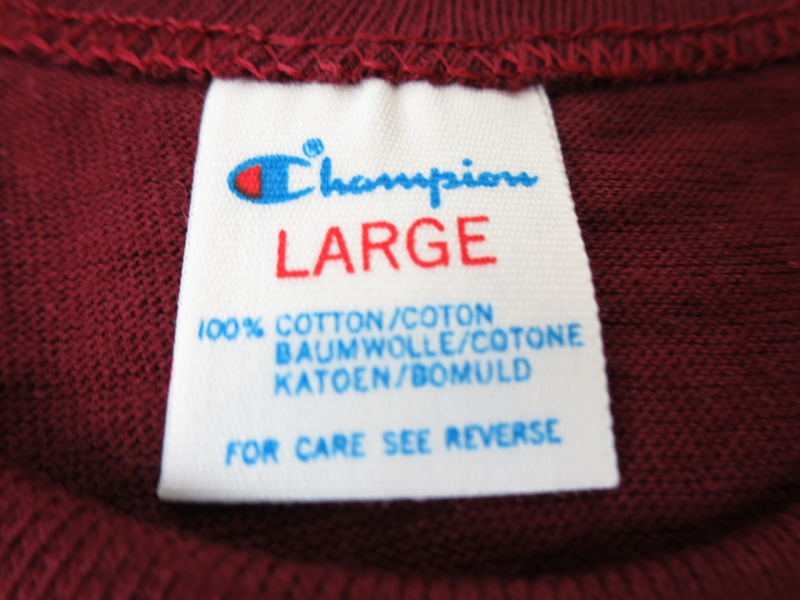 Champion®
LARGE
100% COTTON/COTON
BAUMWOLLE/COTONE
KATOEN/BOMULD
FOR CARE SEE REVERSE